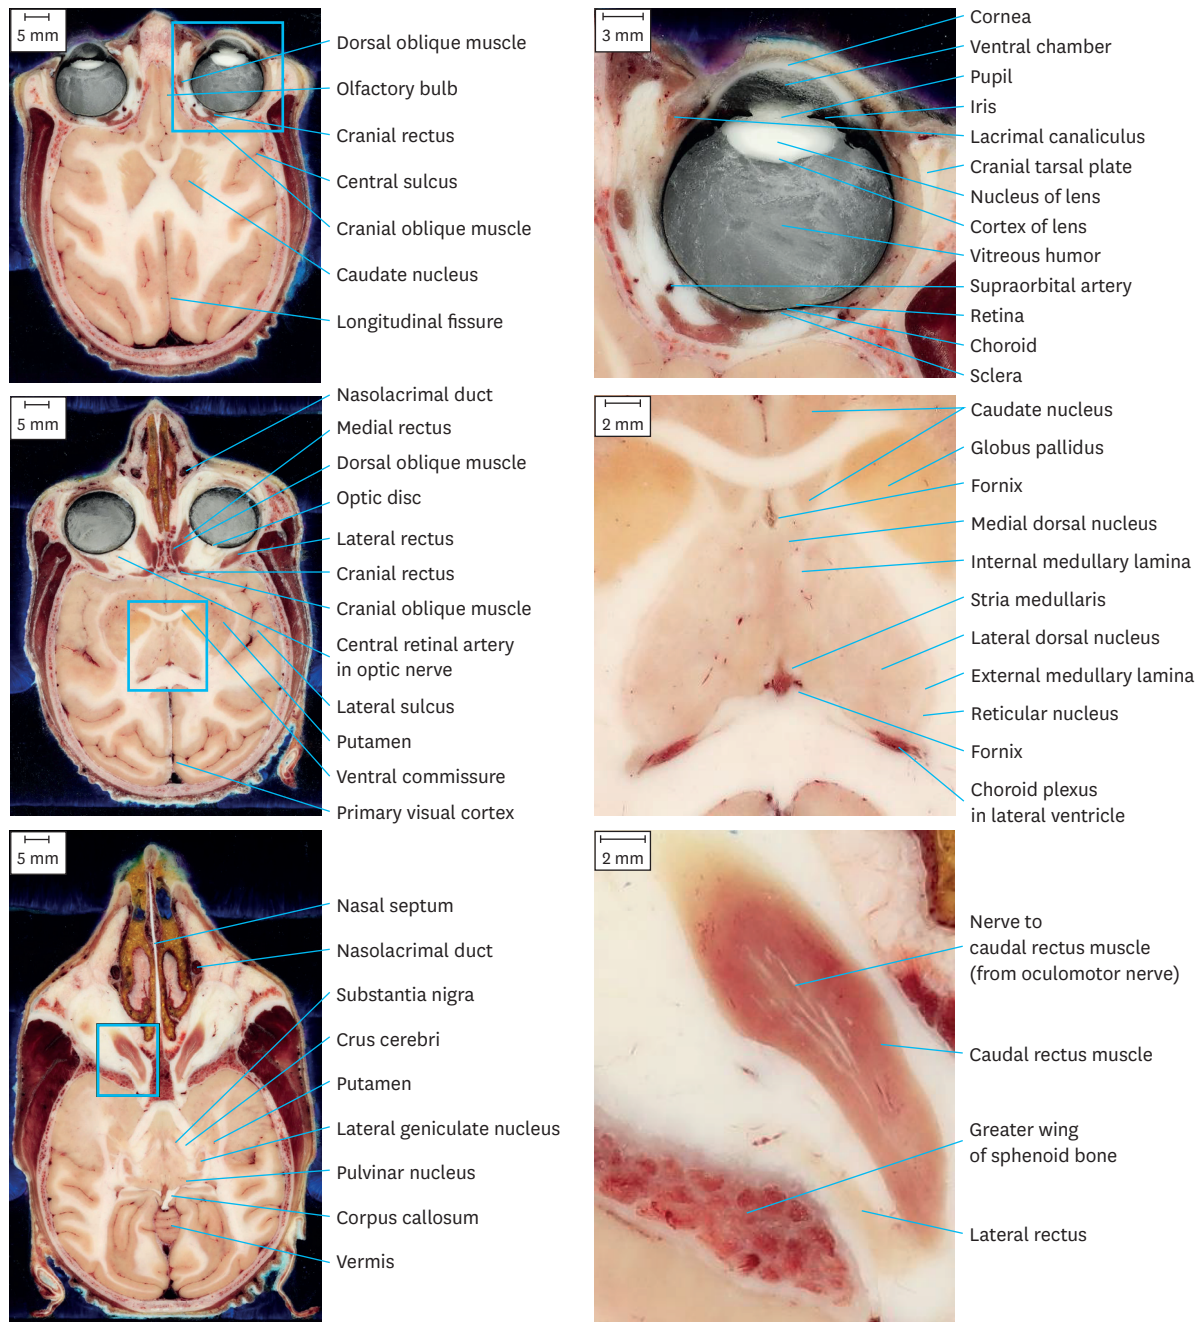 5 mm
Dorsal oblique muscle
Olfactory bulb
Cranial rectus
Central sulcus
Cranial oblique muscle
Caudate nucleus
Longitudinal fissure
3 mm
Cornea
Ventral chamber
Pupil
Iris
Lacrimal canaliculus
Cranial tarsal plate
Nucleus of lens
Cortex of lens
Vitreous humor
Supraorbital artery
Retina
Choroid
Sclera
5 mm
Nasolacrimal duct
Medial rectus
Dorsal oblique muscle
Optic disc
Lateral rectus
Cranial rectus
Cranial oblique muscle
Central retinal artery
in optic nerve
Lateral sulcus
Putamen
Ventral commissure
Primary visual cortex
2 mm
Caudate nucleus
Globus pallidus
Fornix
Medial dorsal nucleus
Internal medullary lamina
Stria medullaris
Lateral dorsal nucleus
External medullary lamina
Reticular nucleus
Fornix
Choroid plexus
in lateral ventricle
5 mm
Nasal septum
Nasolacrimal duct
Substantia nigra
Crus cerebri
Putamen
Lateral geniculate nucleus
Pulvinar nucleus
Corpus callosum
Vermis
2 mm
Nerve to
caudal rectus muscle
(from oculomotor nerve)
Caudal rectus muscle
Greater wing
of sphenoid bone
Lateral rectus